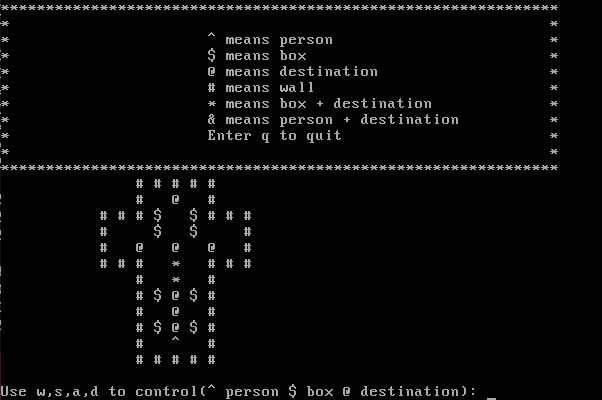 ***************************************************************
*                                                             *
*                      ^ means person                         *
*                      $ means box                            *
*                      @ means destination                    *
*                      # means wall                           *
*                      * means box + destination              *
*                      & means person + destination           *
*                      Enter q to quit                        *
*                                                             *
***************************************************************
               # # # # #
               #   @   #
           # # # $   $ # # #
           #     $   $     #
           #   @   @   @   #
           # # #   *   # # #
               #   *   #
               # $ @ $ #
               #   @   #
               # $ @ $ #
               #   ^   #
               # # # # #
Use w,s,a,d to control(^ person $ box @ destination): _